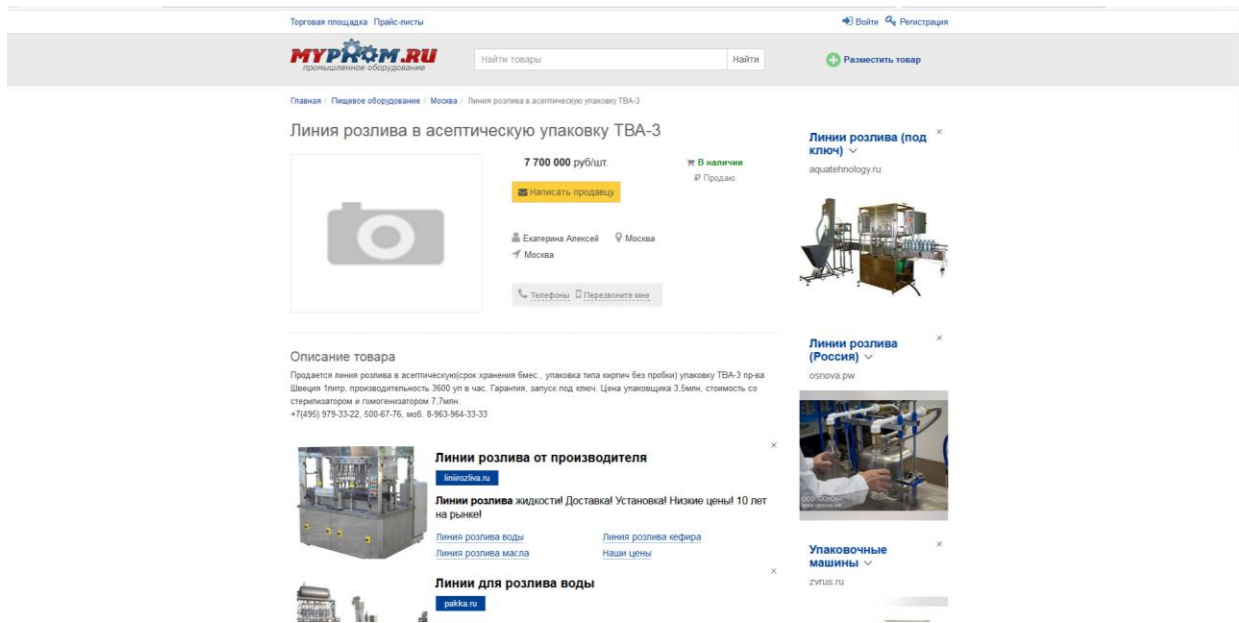 Торговая площадка Прайс-листы
Войти Регистрация
MYPROM.RU
промышленное оборудование
Найти товары
Найти
Разместить товар
Главная / Пищевое оборудование / Москва / Линия розлива в асептическую упаковку ТВА-3
Линия розлива в асептическую упаковку ТВА-3
7 700 000 руб/шт.
В наличии
₽ Продаю
Написать продавцу
Екатерина Алексей Москва
Москва
Телефоны Перезвоните мне
Описание товара
Продается линия розлива в асептическую(срок хранения 6мес., упаковка типа кирпич без пробки) упаковку ТВА-3 пр-ва
Швеция 1литр, производительность 3600 уп в час. Гарантия, запуск под ключ. Цена упаковщика 3,5млн, стоимость со
стерилизатором и гомогенизатором 7,7млн.
+7(495) 979-33-22, 500-67-76, моб. 8-963-964-33-33
Линии розлива от производителя
liniirozliva.ru
Линии розлива жидкости! Доставка! Установка! Низкие цены! 10 лет
на рынке!
Линия розлива воды Линия розлива кефира
Линия розлива масла Наши цены
Линии для розлива воды
pakka.ru
Линии розлива (под
ключ)
aquatehnology.ru
Линии розлива
(Россия)
osnova.pw
ООО "ОСНОВА"
Упаковочные
машины
zvrus.ru